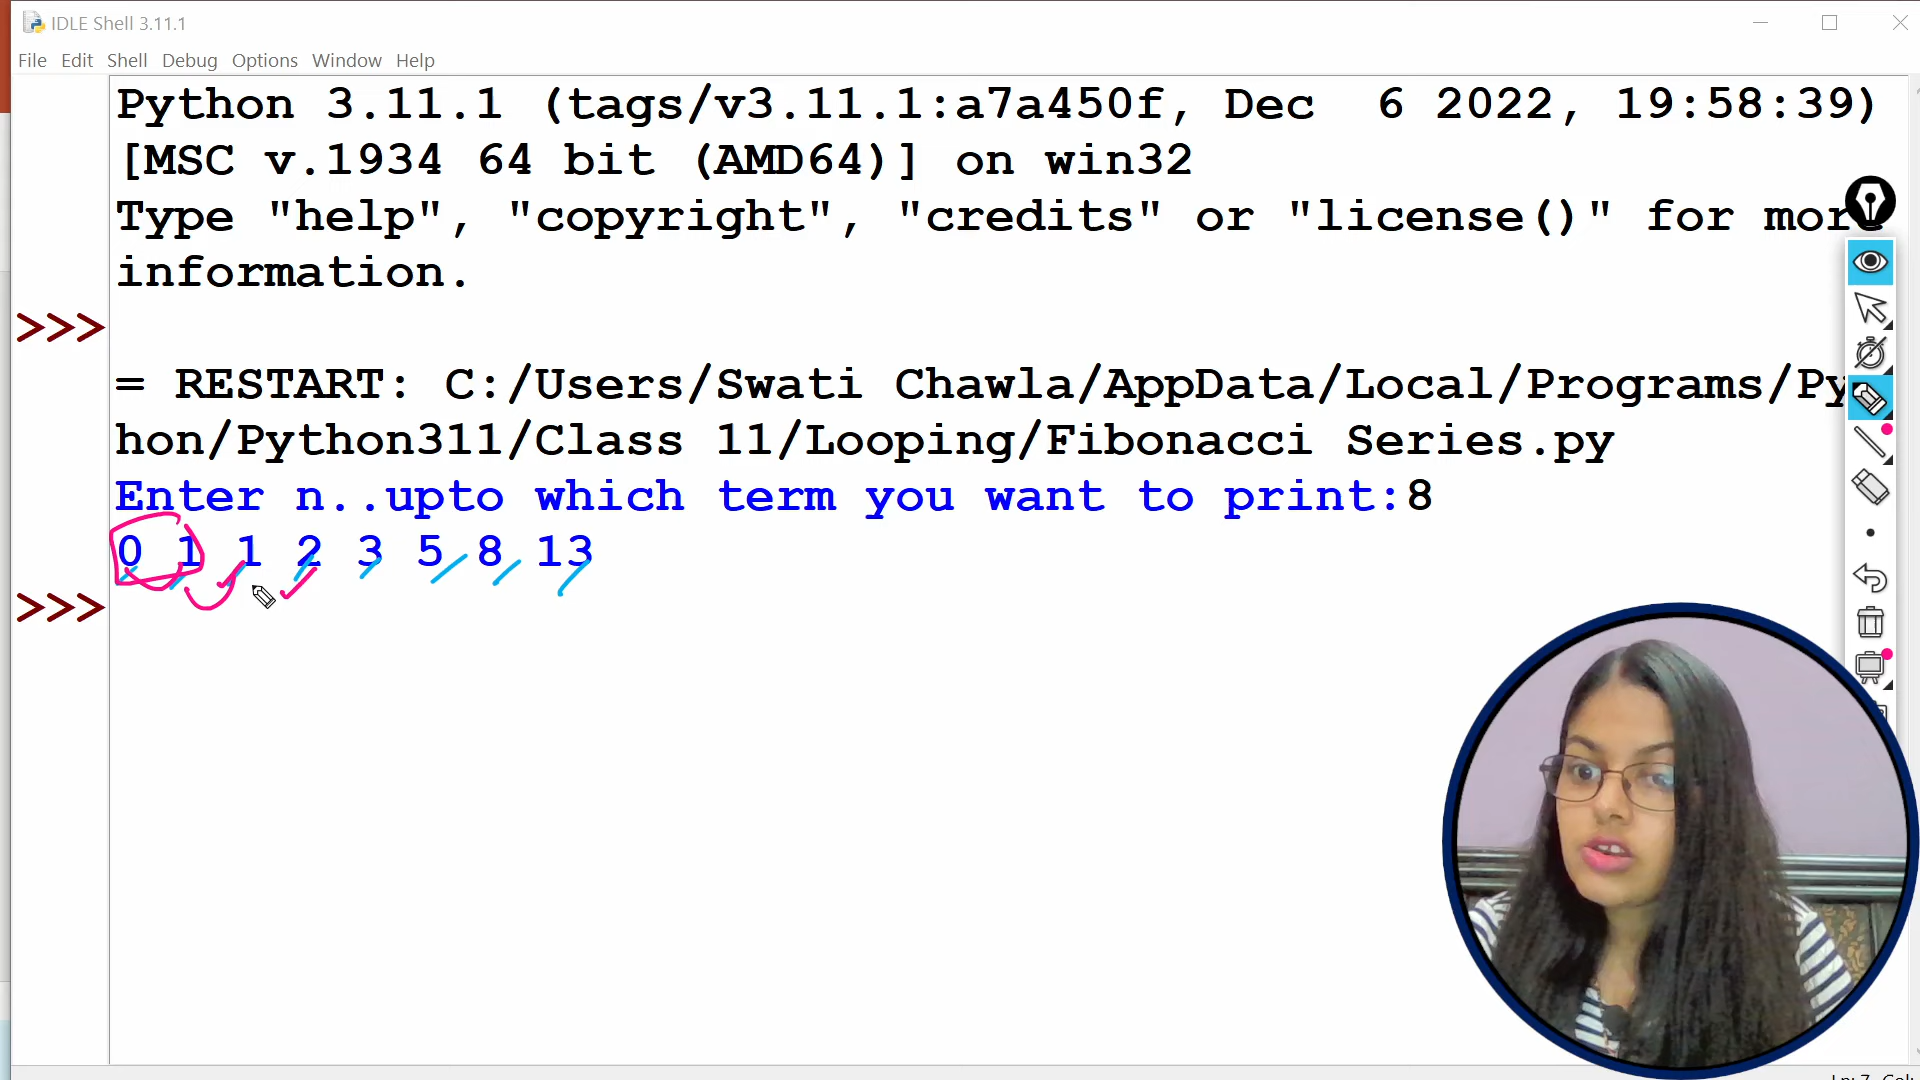 IDLE Shell 3.11.1
File Edit Shell Debug Options Window Help
Python 3.11.1 (tags/v3.11.1:a7a450f, Dec  6 2022, 19:58:39)
[MSC v.1934 64 bit (AMD64)] on win32
Type "help", "copyright", "credits" or "license()" for mor
information.
>>>
= RESTART: C:/Users/Swati Chawla/AppData/Local/Programs/Py
hon/Python311/Class 11/Looping/Fibonacci Series.py
Enter n..upto which term you want to print:8
0 1 1 2 3 5 8 13
>>>